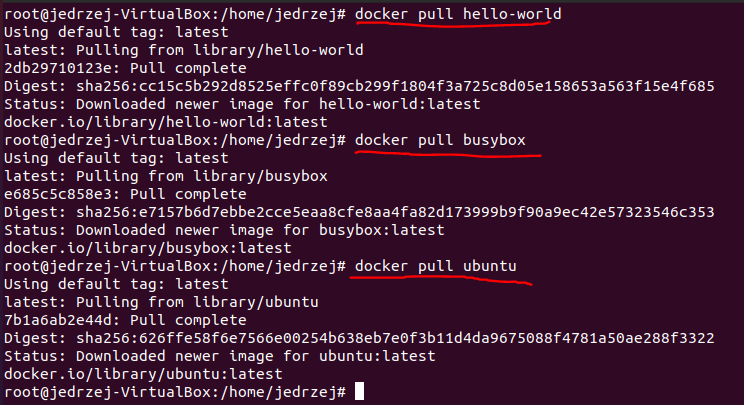 root@jedrzej-VirtualBox:/home/jedrzej# docker pull hello-world
Using default tag: latest
latest: Pulling from library/hello-world
2db29710123e: Pull complete
Digest: sha256:cc15c5b292d8525effc0f89cb299f1804f3a725c8d05e158653a563f15e4f685
Status: Downloaded newer image for hello-world:latest
docker.io/library/hello-world:latest
root@jedrzej-VirtualBox:/home/jedrzej# docker pull busybox
Using default tag: latest
latest: Pulling from library/busybox
e685c5c858e3: Pull complete
Digest: sha256:e7157b6d7ebbe2cce5eaa8cfe8aa4fa82d173999b9f90a9ec42e57323546c353
Status: Downloaded newer image for busybox:latest
docker.io/library/busybox:latest
root@jedrzej-VirtualBox:/home/jedrzej# docker pull ubuntu
Using default tag: latest
latest: Pulling from library/ubuntu
7b1a6ab2e44d: Pull complete
Digest: sha256:626ffe58f6e7566e00254b638eb7e0f3b11d4da9675088f4781a50ae288f3322
Status: Downloaded newer image for ubuntu:latest
docker.io/library/ubuntu:latest
root@jedrzej-VirtualBox:/home/jedrzej#